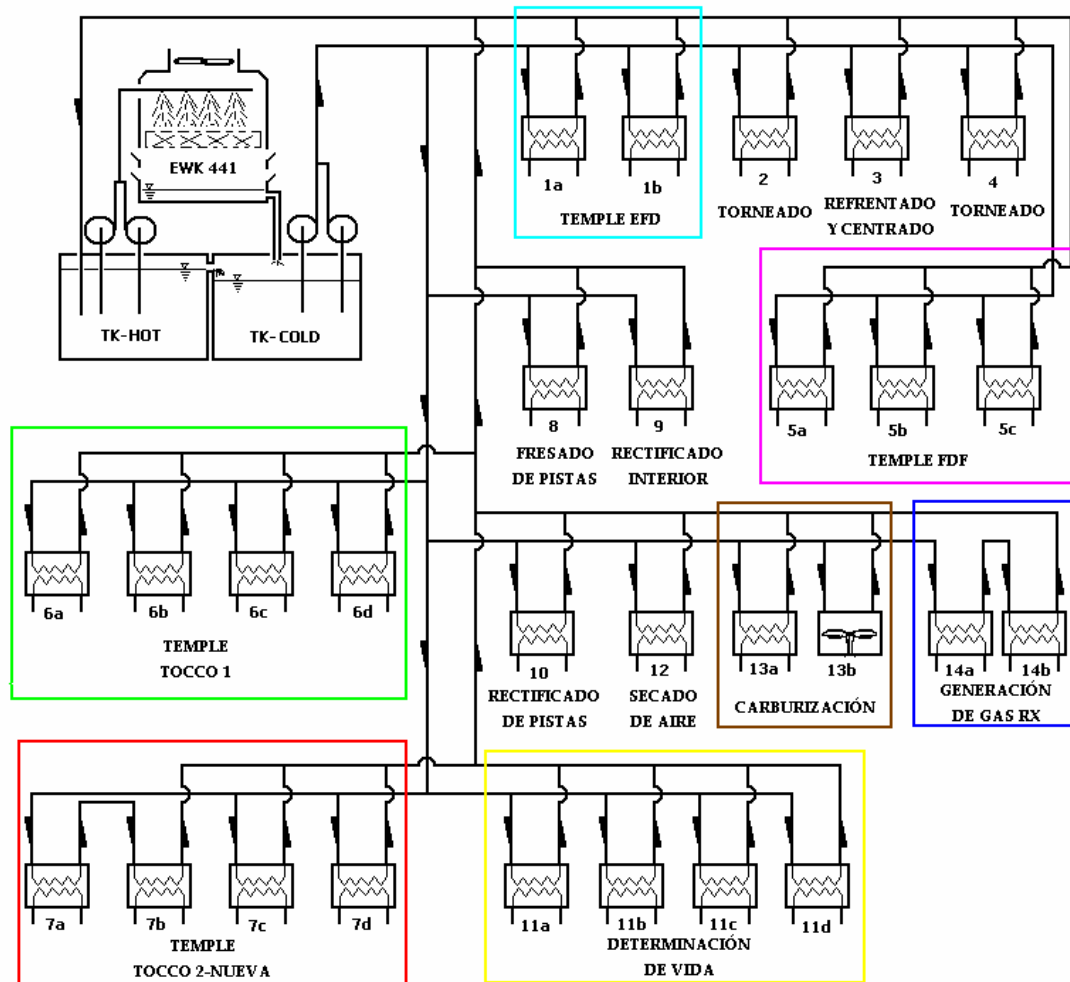 EWK 441
TK-HOT
TK-COLD
1a
1b
2
3
4
TEMPLE EFD
TORNEADO
REFRENTADO
Y CENTRADO
TORNEADO
8
9
FRESADO
DE PISTAS
RECTIFICADO
INTERIOR
5a
5b
5c
TEMPLE FDF
6a
6b
6c
6d
TEMPLE
TOCCO 1
10
12
13a
13b
14a
14b
RECTIFICADO
DE PISTAS
SECADO
DE AIRE
CARBURIZACIÓN
GENERACIÓN
DE GAS RX
7a
7b
7c
7d
TEMPLE
TOCCO 2-NUEVA
11a
11b
11c
11d
DETERMINACIÓN
DE VIDA